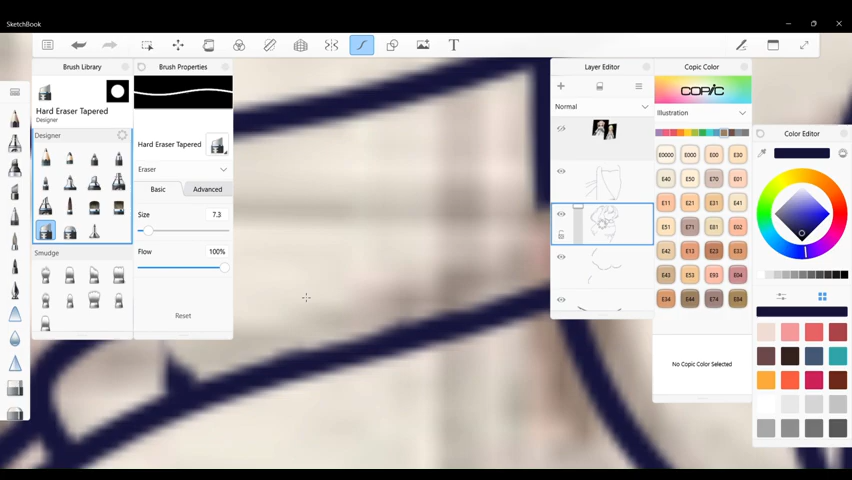 SketchBook
T
Brush Library
Brush Properties
Layer Editor
Copic Color
Hard Eraser Tapered
Designer
COPIC
Normal
Illustration
Designer
Color Editor
Hard Eraser Tapered
Eraser
Basic
Advanced
Size
7.3
Flow
100%
Smudge
Reset
E0000 E000 E00 E30
E40 E50 E70 E01
E11 E21 E31 E41
E51 E71 E81 E02
E42 E13 E23 E33
E43 E53 E93 E04
E34 E44 E74 E84
No Copic Color Selected